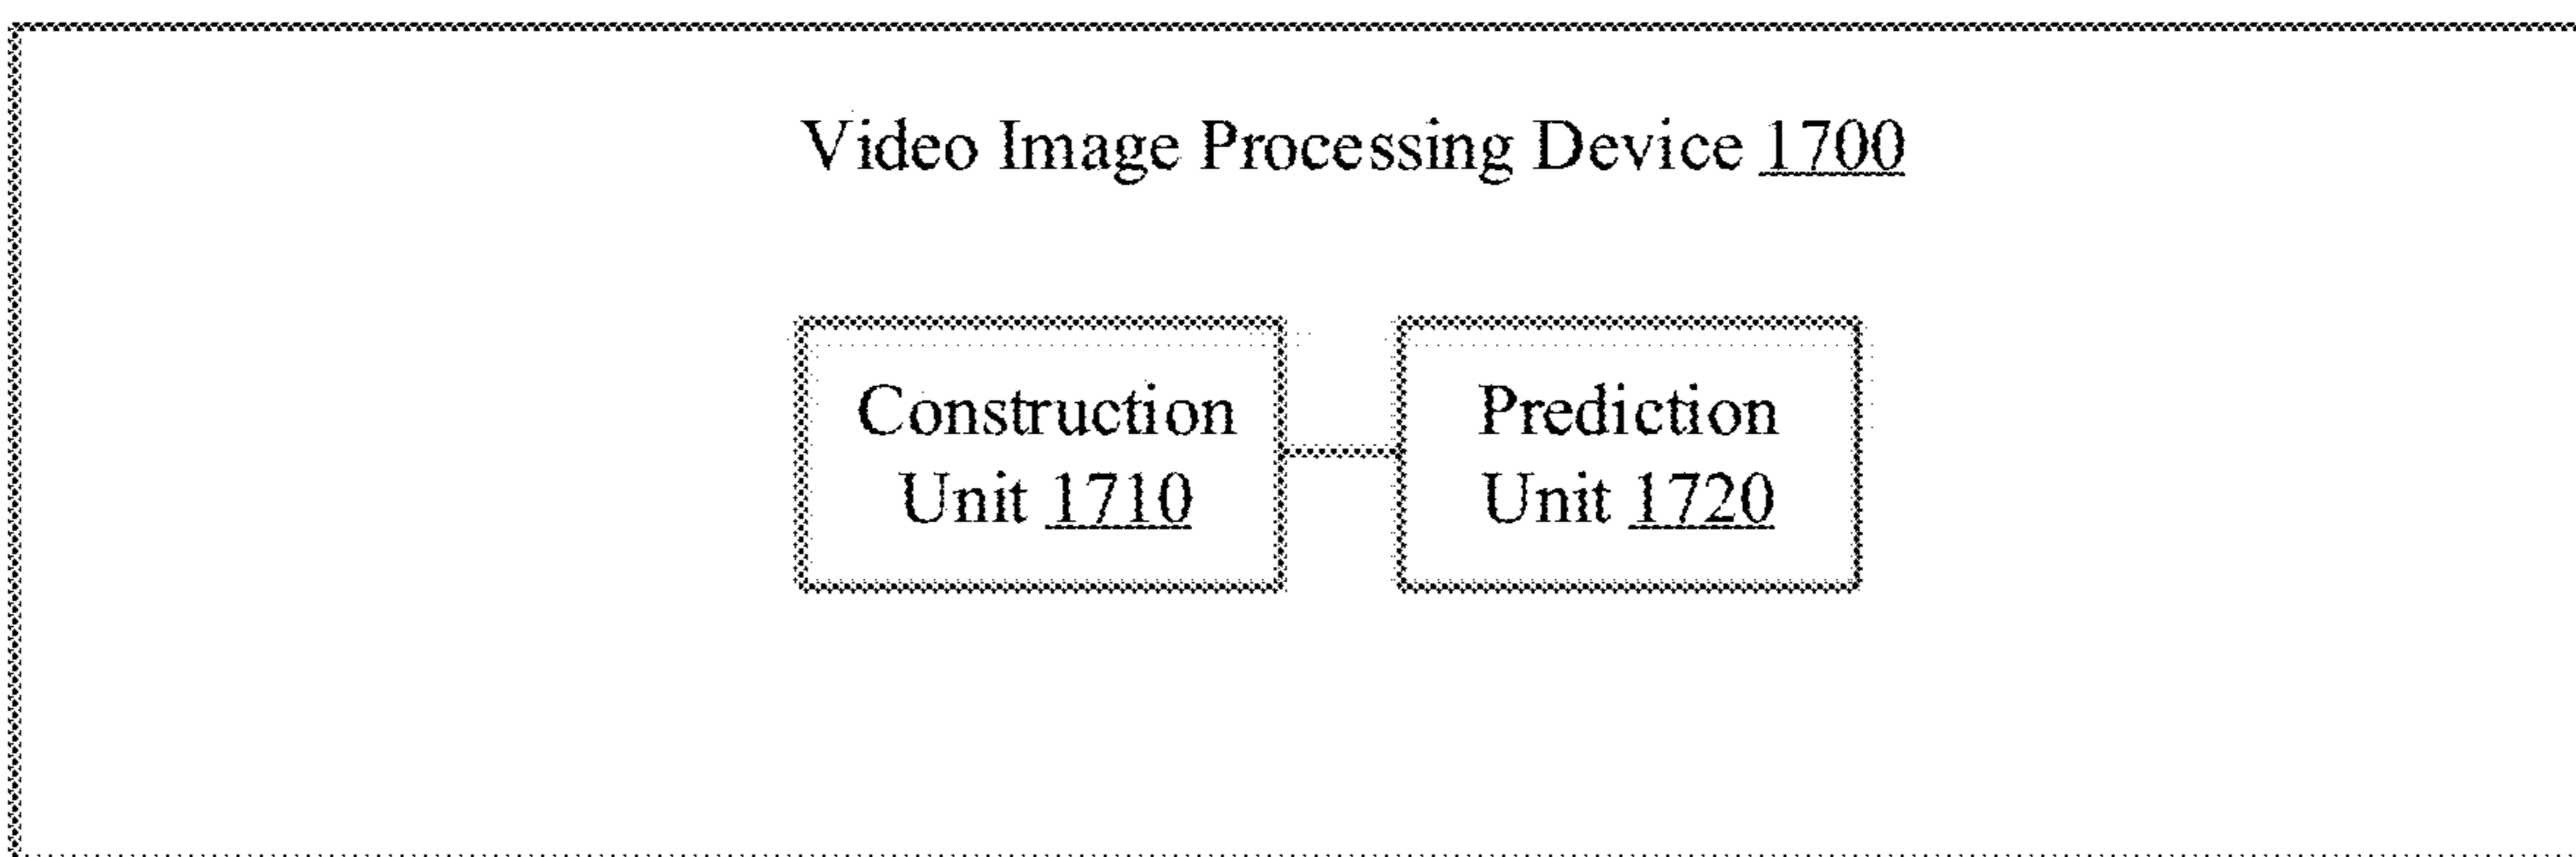 Video Image Processing Device 1700
Construction
Unit 1710
Prediction
Unit 1720